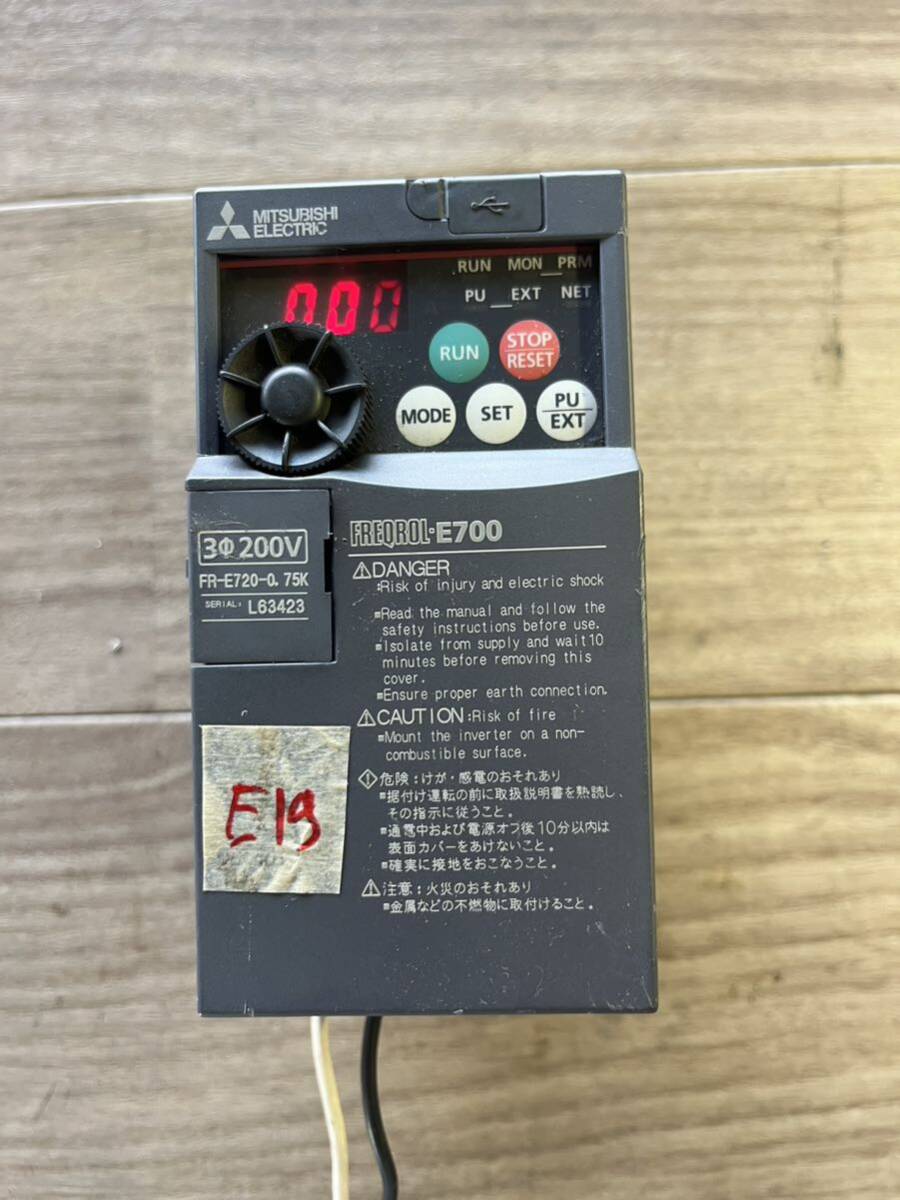 MITSUBISHI
ELECTRIC
RUN MON PRM
PU EXT NET
0.00
RUN
STOP
RESET
MODE
SET
PU
EXT
3Φ 200V
FR-E720-0.75K
SERIAL: L63423
FREQROL-E700
⚠DANGER
:Risk of injury and electric shock
■Read the manual and follow the
safety instructions before use.
■Isolate from supply and wait 10
minutes before removing this
cover.
■Ensure proper earth connection.
⚠CAUTION :Risk of fire
■Mount the inverter on a non-
combustible surface.
危険 : けが・感電のおそれあり
■据付け運転の前に取扱説明書を熟読し、
その指示に従うこと。
■通電中および電源オフ後10分以内は
表面カバーをあけないこと。
■確実に接地をおこなうこと。
⚠注意 : 火災のおそれあり
■金属などの不燃物に取付けること。
E19